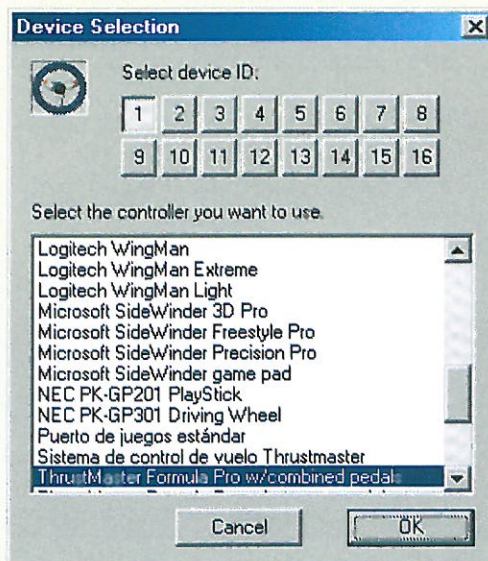 Device Selection
Select device ID:
1 2 3 4 5 6 7 8
9 10 11 12 13 14 15 16
Select the controller you want to use.
Logitech WingMan
Logitech WingMan Extreme
Logitech WingMan Light
Microsoft SideWinder 3D Pro
Microsoft SideWinder Freestyle Pro
Microsoft SideWinder Precision Pro
Microsoft SideWinder game pad
NEC PK-GP201 PlayStick
NEC PK-GP301 Driving Wheel
Puerto de juegos estándar
Sistema de control de vuelo Thrustmaster
ThrustMaster Formula Pro w/combined pedals
Cancel OK